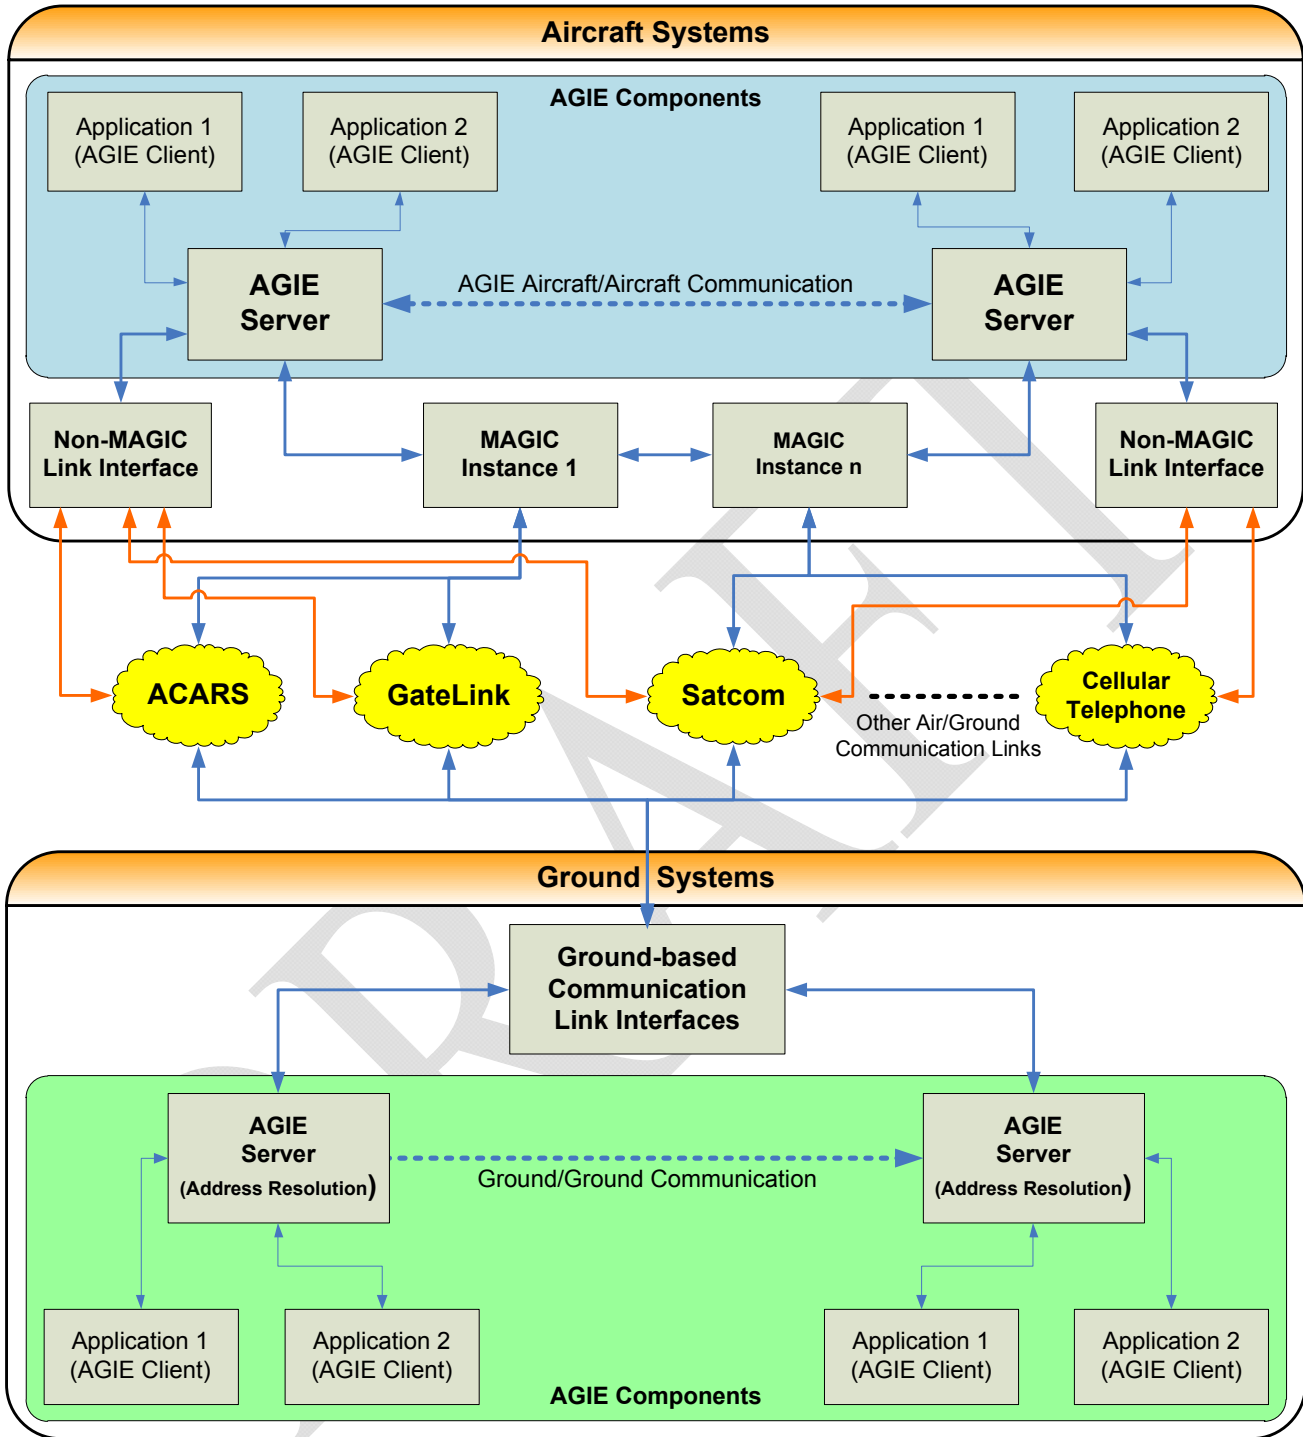 Aircraft Systems
AGIE Components
Application 1
(AGIE Client)
Application 2
(AGIE Client)
Application 1
(AGIE Client)
Application 2
(AGIE Client)
AGIE
Server
AGIE Aircraft/Aircraft Communication
AGIE
Server
Non-MAGIC
Link Interface
MAGIC
Instance 1
MAGIC
Instance n
Non-MAGIC
Link Interface
ACARS
GateLink
Satcom
Other Air/Ground
Communication Links
Cellular
Telephone
Ground Systems
Ground-based
Communication
Link Interfaces
AGIE
Server
(Address Resolution)
Ground/Ground Communication
AGIE
Server
(Address Resolution)
Application 1
(AGIE Client)
Application 2
(AGIE Client)
Application 1
(AGIE Client)
Application 2
(AGIE Client)
AGIE Components
DRAFT